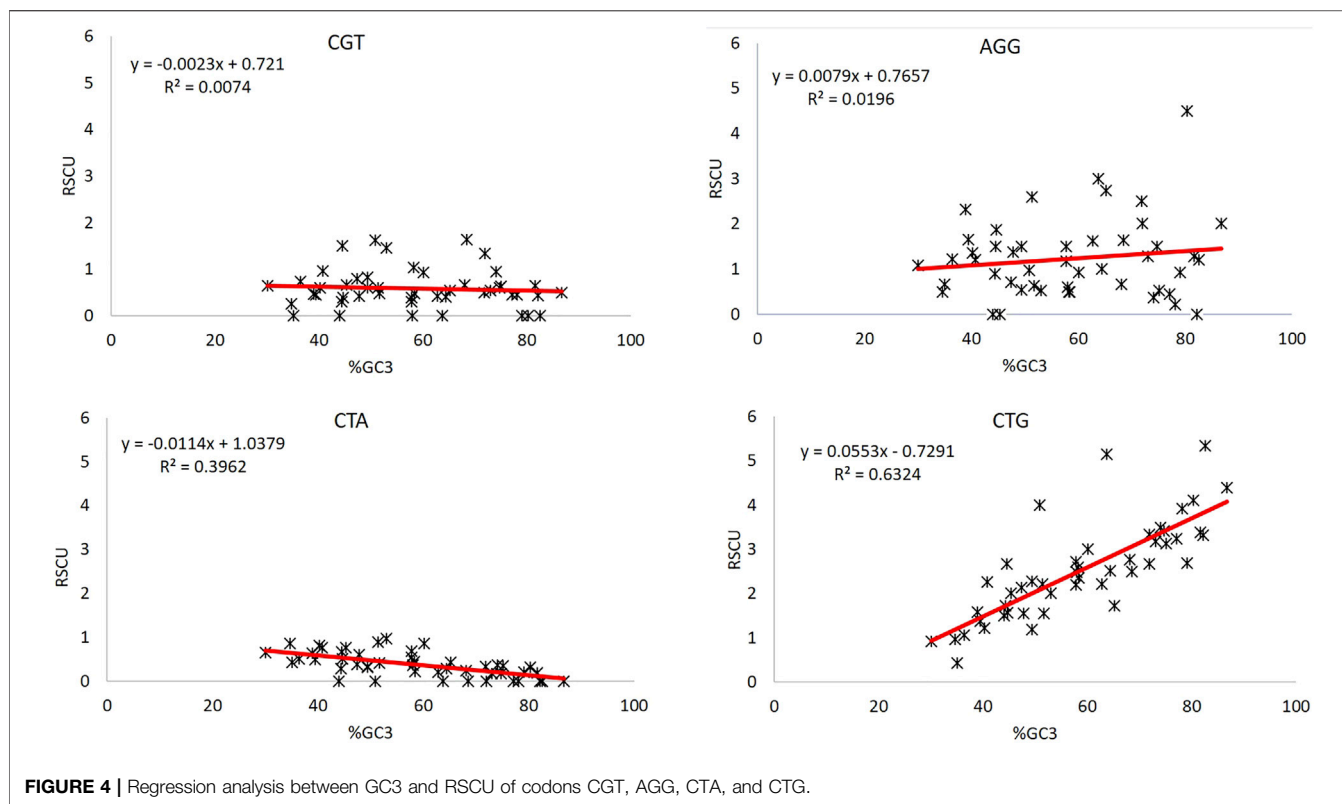 CGT
y = -0.0023x + 0.721
R² = 0.0074
RSCU
6
5
4
3
2
1
0
0 20 40 60 80 100
%GC3
AGG
y = 0.0079x + 0.7657
R² = 0.0196
RSCU
6
5
4
3
2
1
0
0 20 40 60 80 100
%GC3
CTA
y = -0.0114x + 1.0379
R² = 0.3962
RSCU
6
5
4
3
2
1
0
0 20 40 60 80 100
%GC3
CTG
y = 0.0553x - 0.7291
R² = 0.6324
RSCU
6
5
4
3
2
1
0
0 20 40 60 80 100
%GC3
FIGURE 4 | Regression analysis between GC3 and RSCU of codons CGT, AGG, CTA, and CTG.